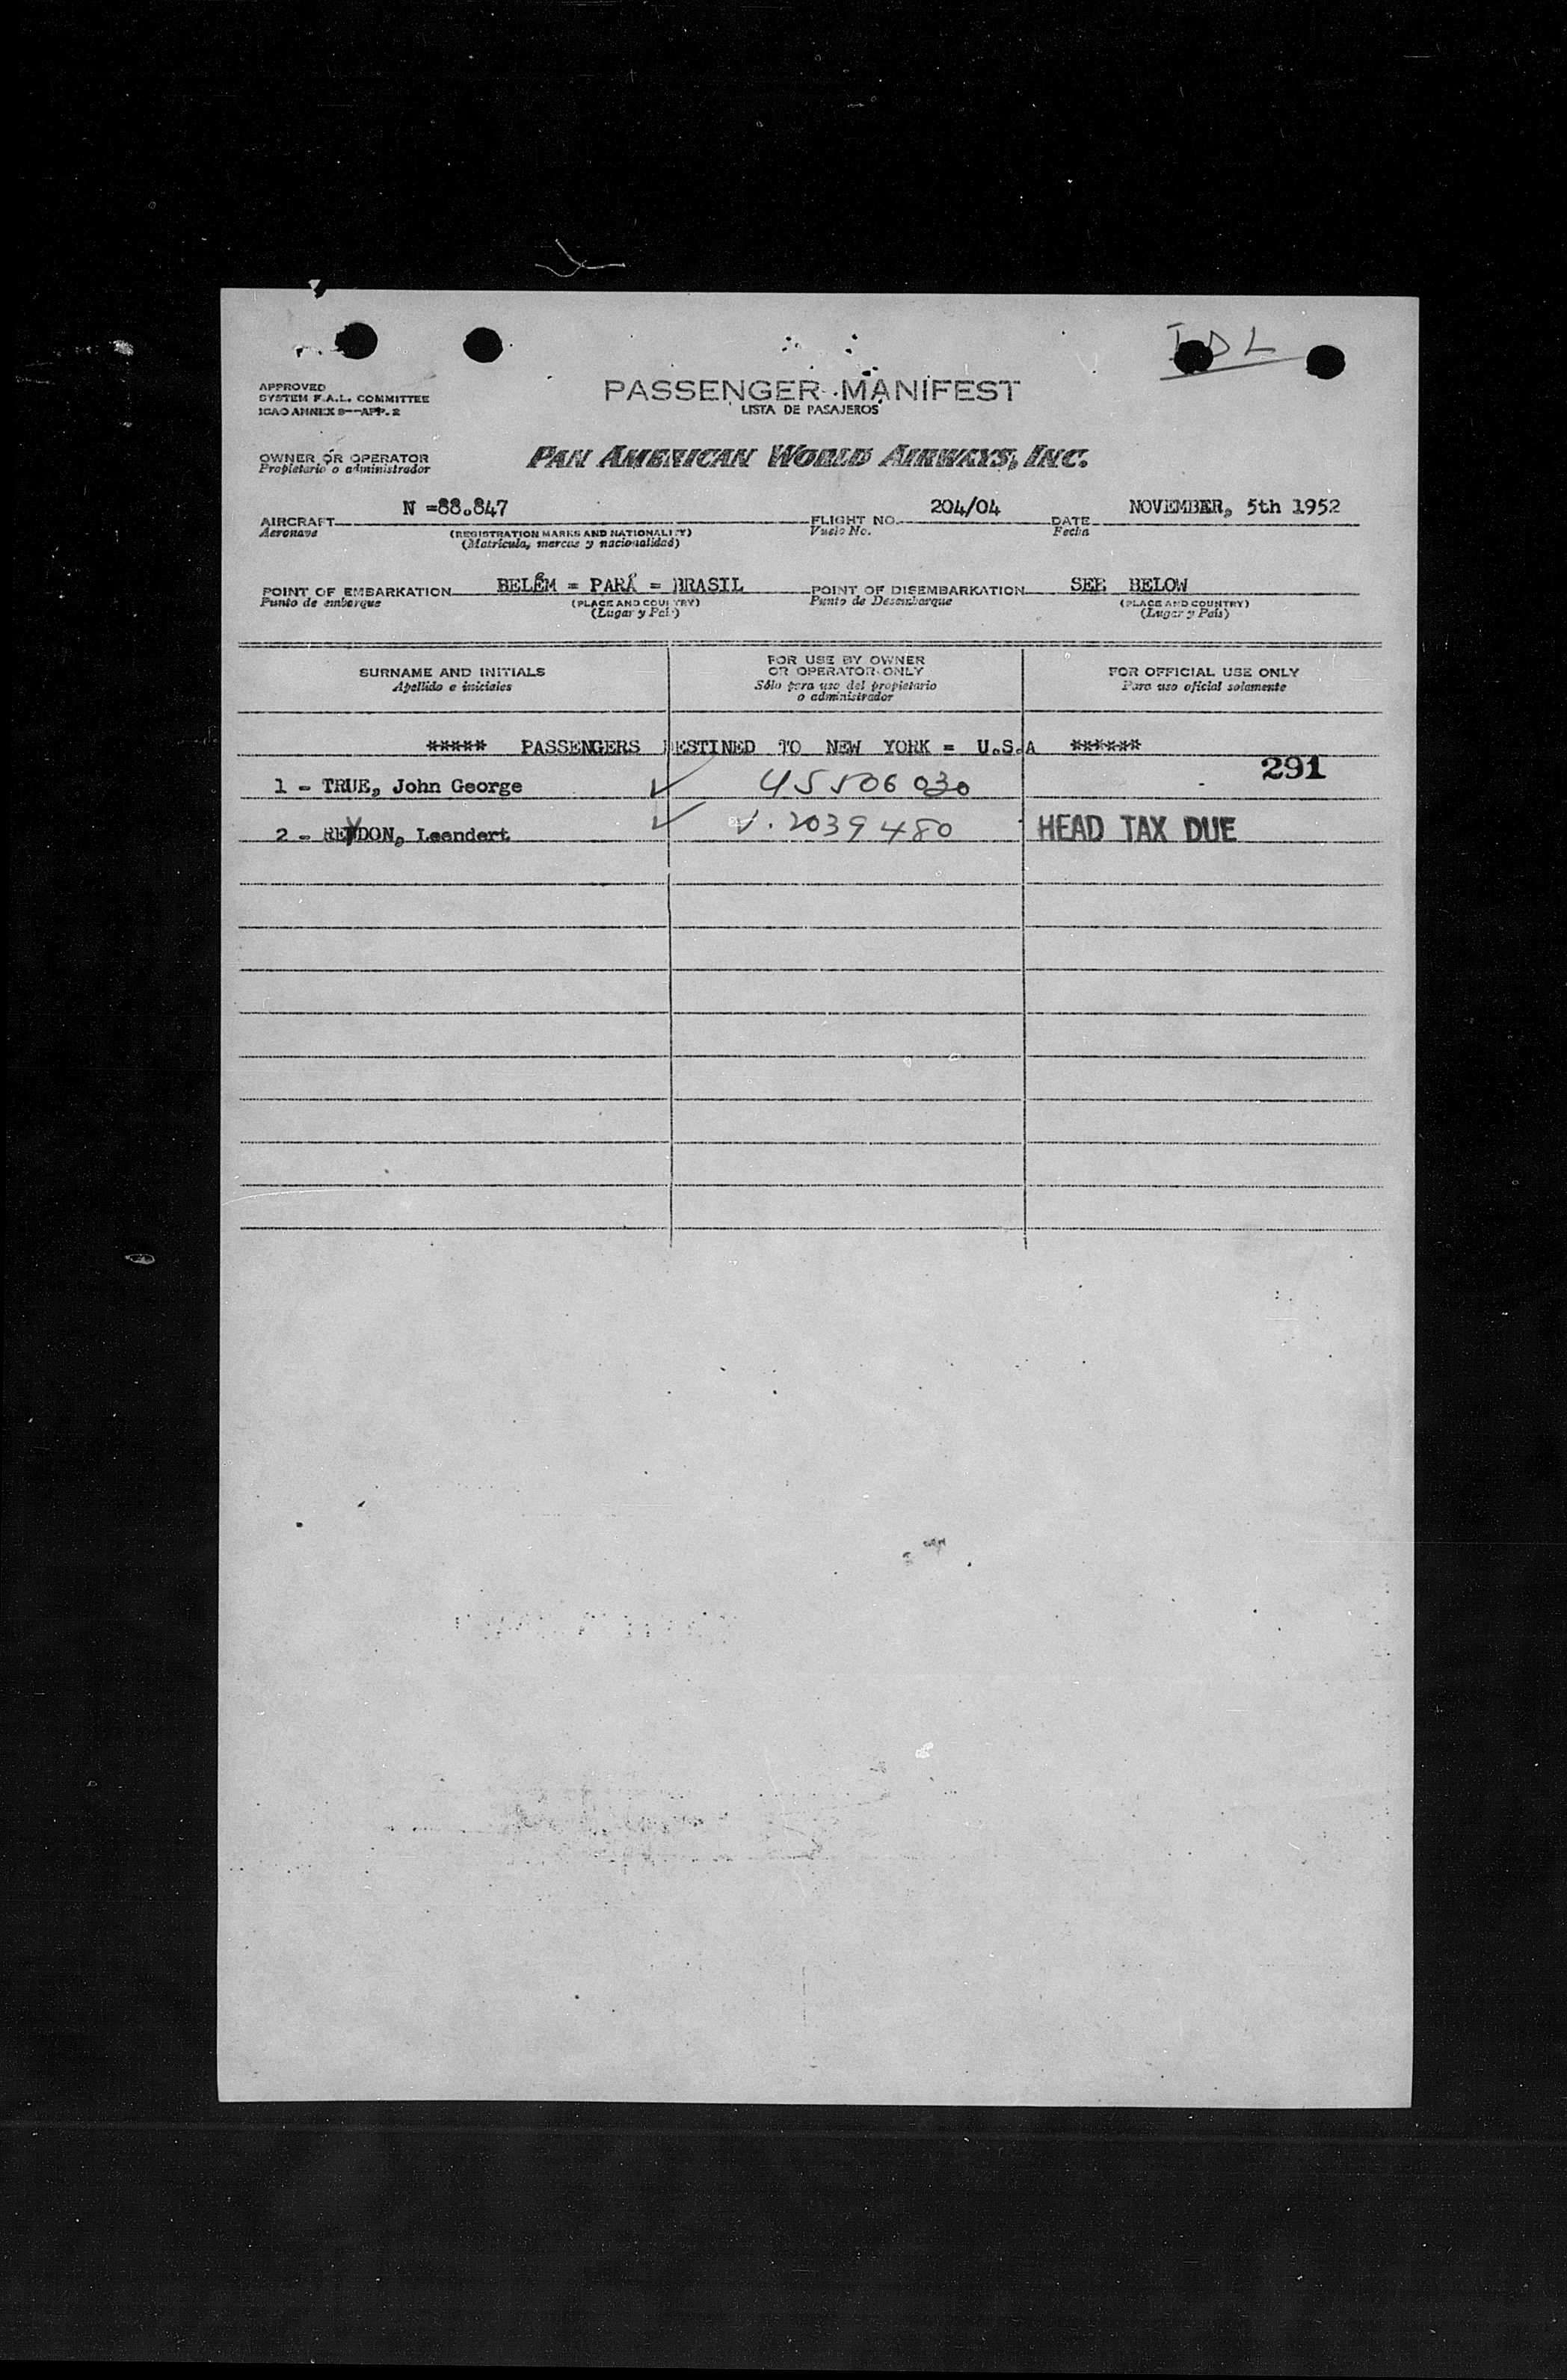 IDL
PASSENGER MANIFEST
LISTA DE PASAJEROS
APPROVED
SYSTEM F.A.L. COMMITTEE
ICAO ANNEX 9—APP. 2
OWNER OR OPERATOR
Propietario o administrador
PAN AMERICAN WORLD AIRWAYS, INC.
AIRCRAFT N =88.847 FLIGHT NO. 204/04 DATE NOVEMBER, 5th 1952
Aeronave (REGISTRATION MARKS AND NATIONALITY) Vuelo No. Fecha
(Matrícula, marcas y nacionalidad)
POINT OF EMBARKATION BELÉM = PARÁ = BRASIL POINT OF DISEMBARKATION SEE BELOW
Punto de embarque (PLACE AND COUNTRY) Punto de Desembarque (PLACE AND COUNTRY)
(Lugar y País) (Lugar y País)
SURNAME AND INITIALS
Apellido e iniciales
FOR USE BY OWNER
OR OPERATOR ONLY
Sólo para uso del propietario
o administrador
FOR OFFICIAL USE ONLY
Para uso oficial solamente
***** PASSENGERS DESTINED TO NEW YORK = U.S.A ******
291
1 - TRUE, John George ✓ 45506030
2 - REYDON, Leendert ✓ V. 2039480 HEAD TAX DUE